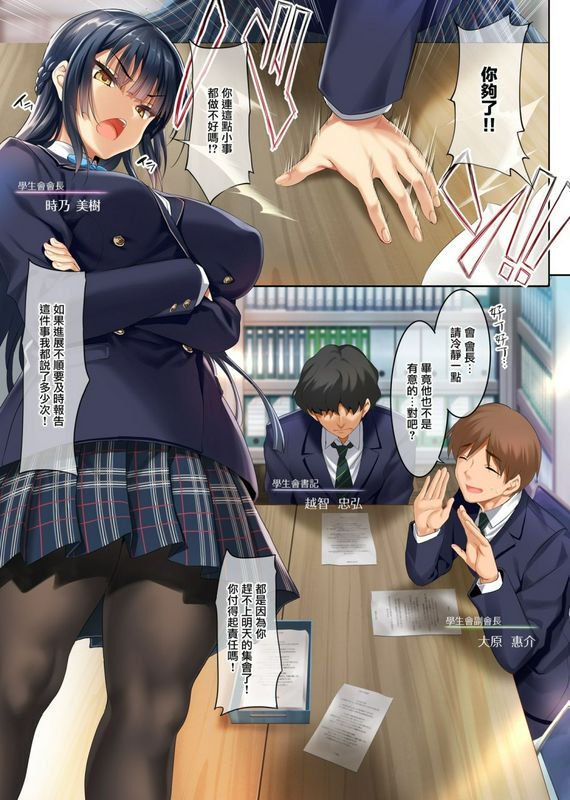 你夠了!!
你連這點小事
都做不好嗎!?
學生會會長
時乃 美樹
如果進展不順要及時報告
這件事我都說了多少次!
會會長…
請冷靜一點
畢竟他也不是
有意的…對吧?
學生會書記
越智 忠弘
學生會副會長
大原 惠介
都是因為你
趕不上明天的集會了!
你付得起責任嗎!